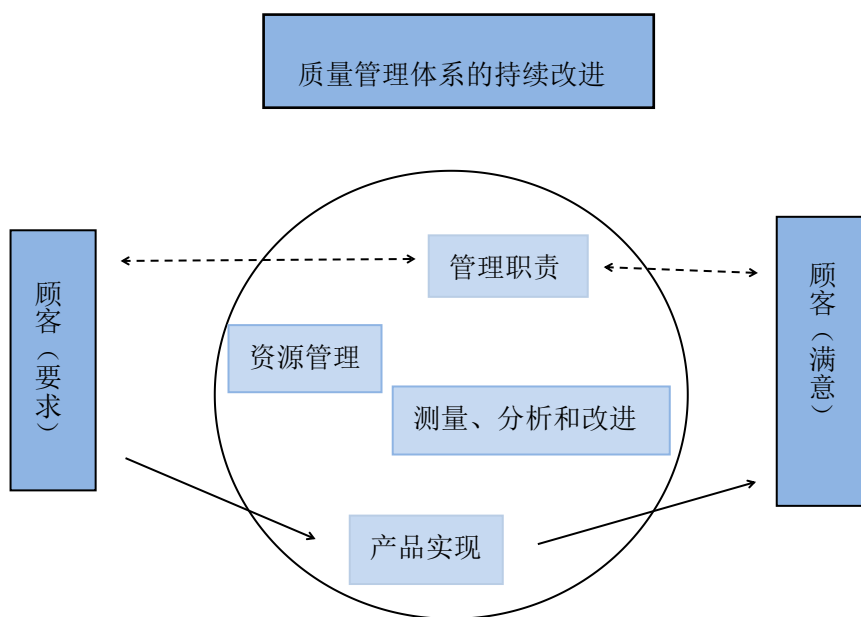 质量管理体系的持续改进
管理职责
顾客（要求）
顾客（满意）
资源管理
测量、分析和改进
产品实现